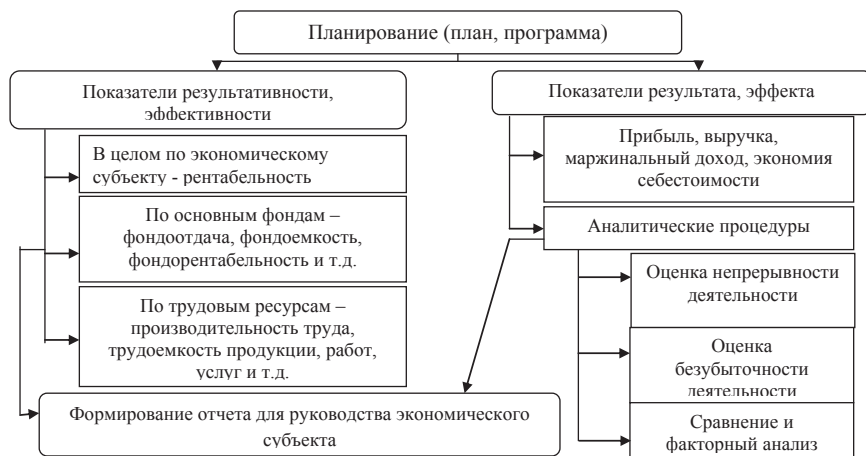 Планирование (план, программа)
Показатели результативности,
эффективности
В целом по экономическому
субъекту - рентабельность
По основным фондам –
фондоотдача, фондоемкость,
фондорентабельность и т.д.
По трудовым ресурсам –
производительность труда,
трудоемкость продукции, работ,
услуг и т.д.
Показатели результата, эффекта
Прибыль, выручка,
маржинальный доход, экономия
себестоимости
Аналитические процедуры
Оценка непрерывности
деятельности
Оценка
безубыточности
деятельности
Сравнение и
факторный анализ
Формирование отчета для руководства экономического
субъекта